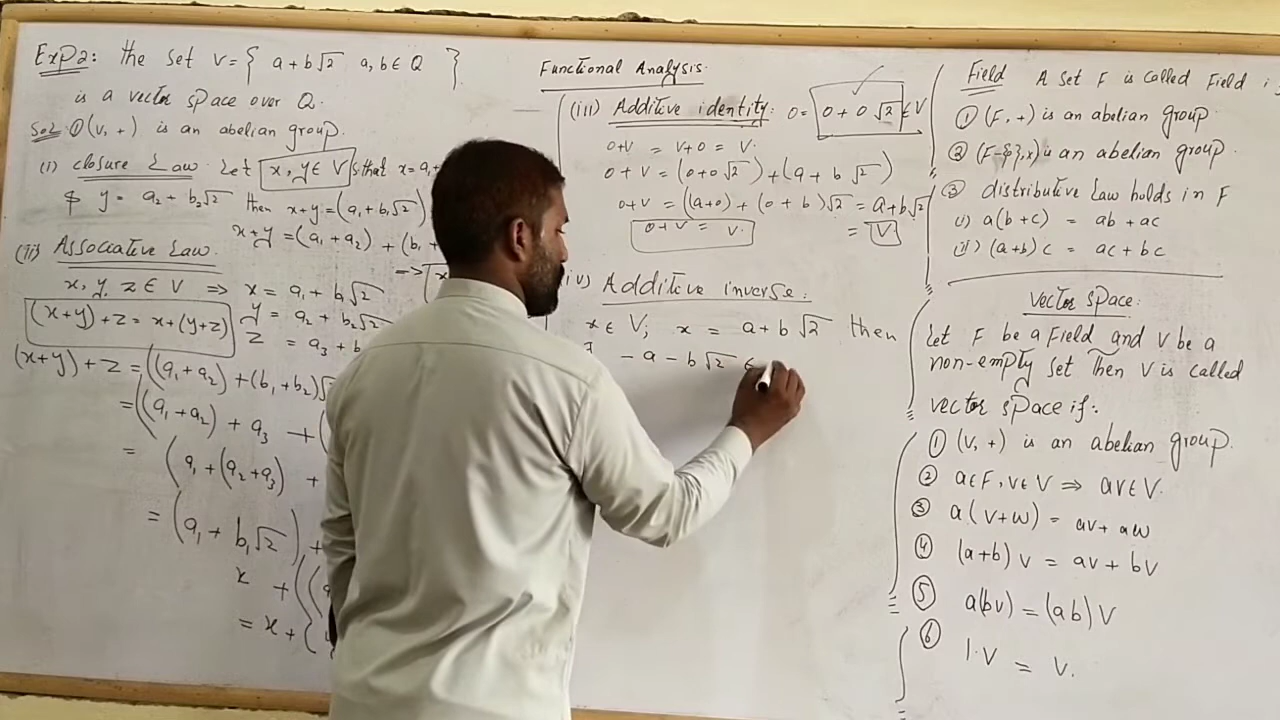 Exp2: the set V = { a + b√2 a, b ∈ Q }
is a vector space over Q.
Sol: ① (V, +) is an abelian group.
(i) closure Law. Let x, y ∈ V s that x = a₁ +
& y = a₂ + b₂√2 then x+y = (a₁ + b₁√2)
x+y = (a₁ + a₂) + (b₁ +
(ii) Associative Law.
x, y, z ∈ V ⇒ x = a₁ + b₁√2
y = a₂ + b₂√2
z = a₃ + b
(x+y)+z = x+(y+z)
(x+y)+z = ((a₁+a₂)+(b₁+b₂)√
= ((a₁+a₂) + a₃ + (
= (a₁+(a₂+a₃) +
= (a₁ + b₁√2) +
x + ((a
= x + {(
Functional Analysis.
(iii) Additive identity: 0 = 0 + 0√2 ∈ V
0+V = V+0 = V.
0 + V = (0+0√2) + (a + b√2)
0+V = ((a+0) + (0 + b)√2 = a+b√2
0+V = V. = V
iv) Additive inverse:
x ∈ V; x = a+b√2 then
∃ -a - b√2 ∈
Field A set F is called Field i
① (F, +) is an abelian group.
② (F-{}, x) is an abelian group.
③ distributive Law holds in F
(i) a(b+c) = ab + ac
(ii) (a+b)c = ac + bc
Vector space:
Let F be a Field and V be a
non-empty set Then V is called
vector space if:
① (V, +) is an abelian group.
② a∈F, v∈V ⇒ av∈V.
③ a(v+w) = av + aw
④ (a+b)v = av + bv
⑤ a(bv) = (ab)V
⑥ 1.V = V.